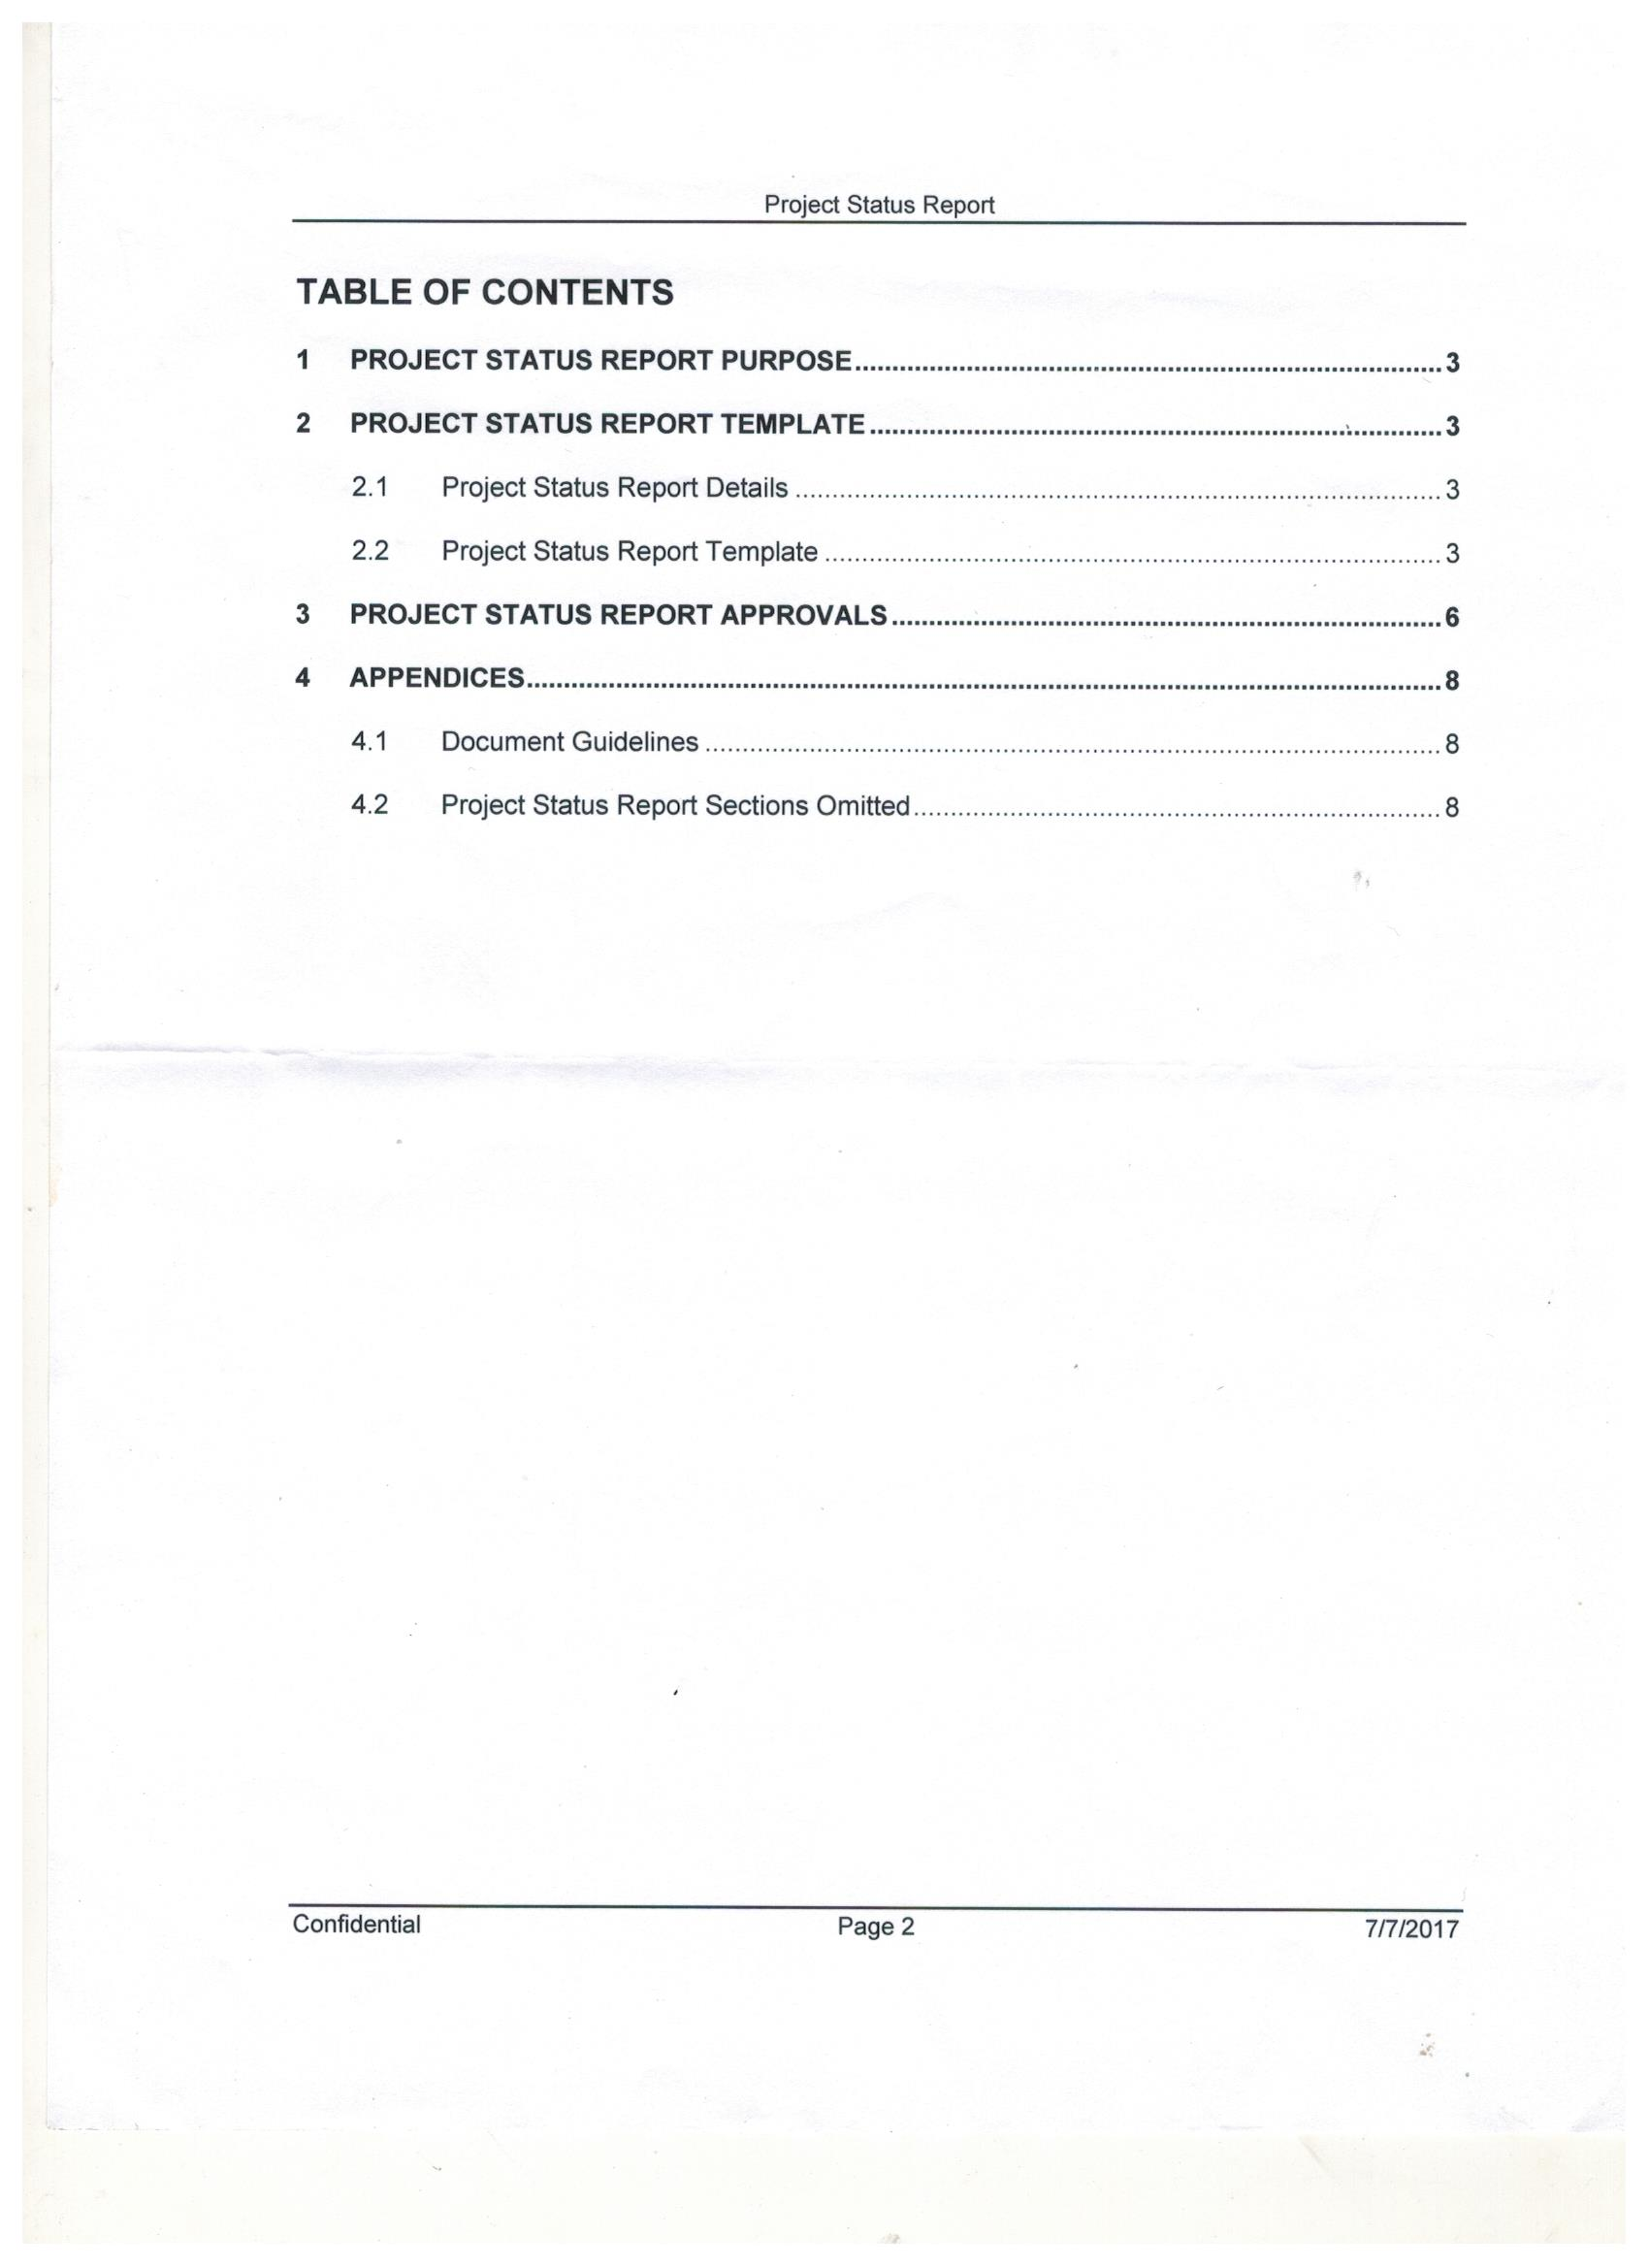 Project Status Report
TABLE OF CONTENTS
1 PROJECT STATUS REPORT PURPOSE 3
2 PROJECT STATUS REPORT TEMPLATE 3
2.1 Project Status Report Details 3
2.2 Project Status Report Template 3
3 PROJECT STATUS REPORT APPROVALS 6
4 APPENDICES 8
4.1 Document Guidelines 8
4.2 Project Status Report Sections Omitted 8
Confidential Page 2 7/7/2017